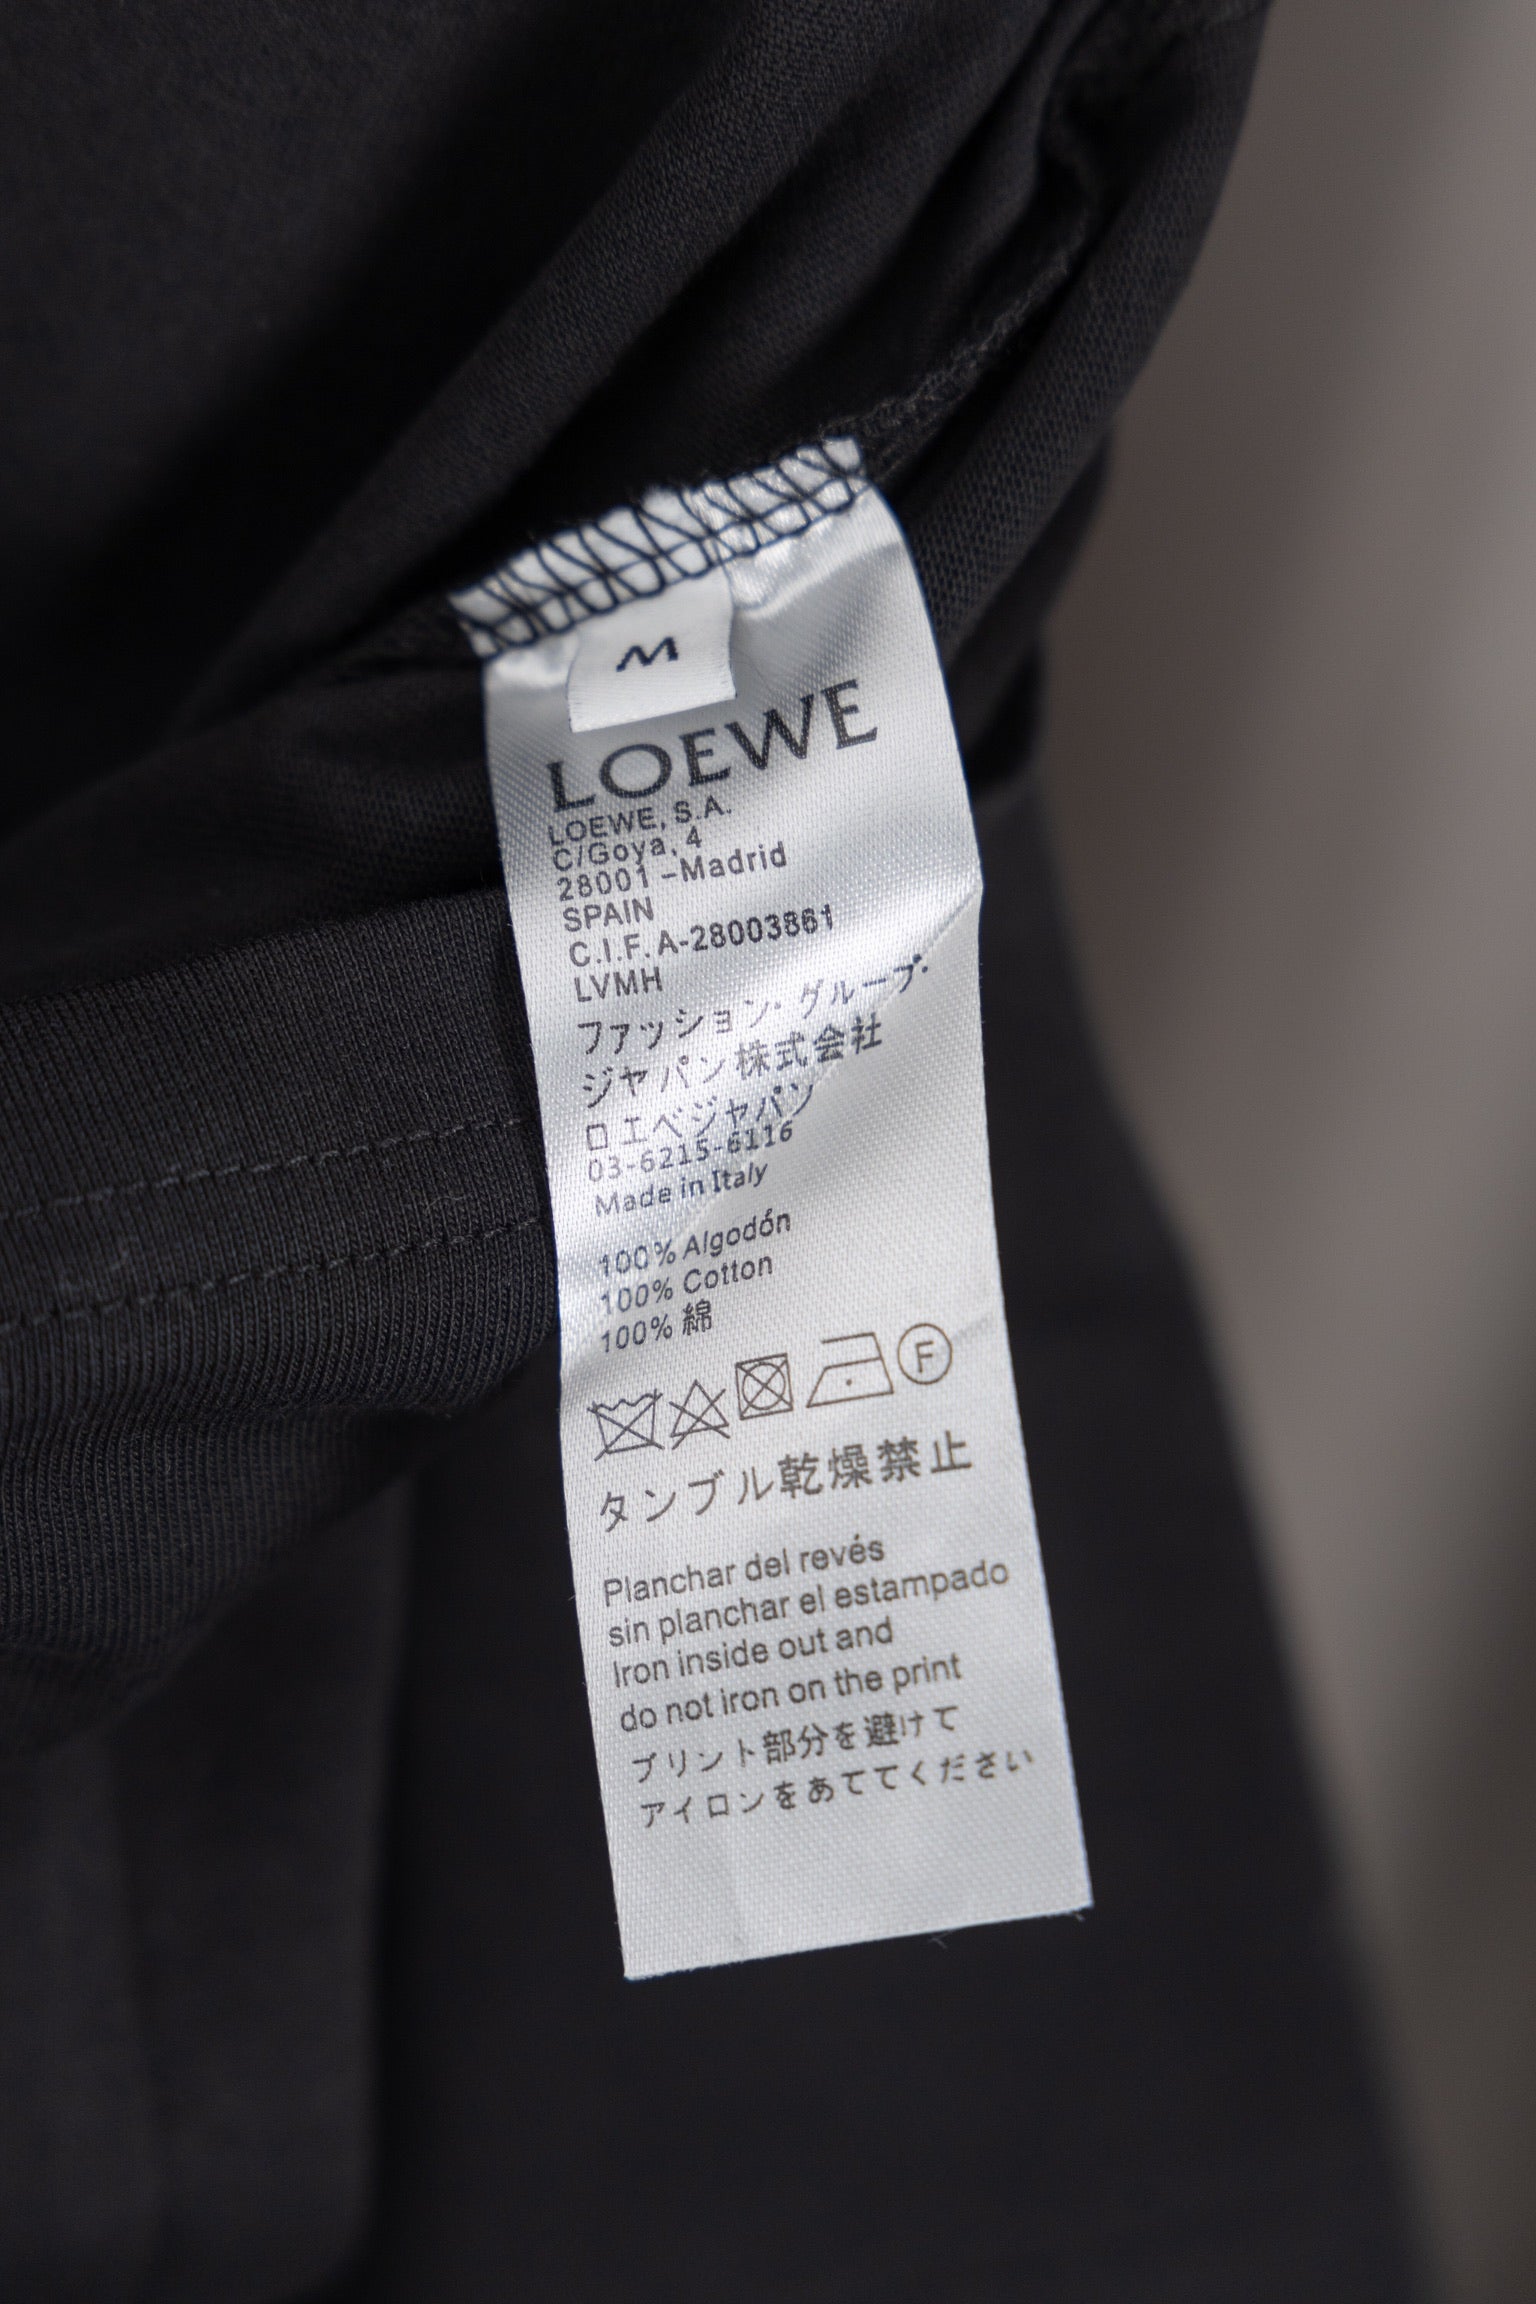 M
LOEWE
LOEWE, S.A.
C/Goya, 4
28001 -Madrid
SPAIN
C.I.F. A-28003861
LVMH
ファッション・グループ・
ジャパン株式会社
ロエベジャパン
03-6215-6116
Made in Italy
100% Algodón
100% Cotton
100% 綿
F
タンブル乾燥禁止
Planchar del revés
sin planchar el estampado
Iron inside out and
do not iron on the print
プリント部分を避けて
アイロンをあててください